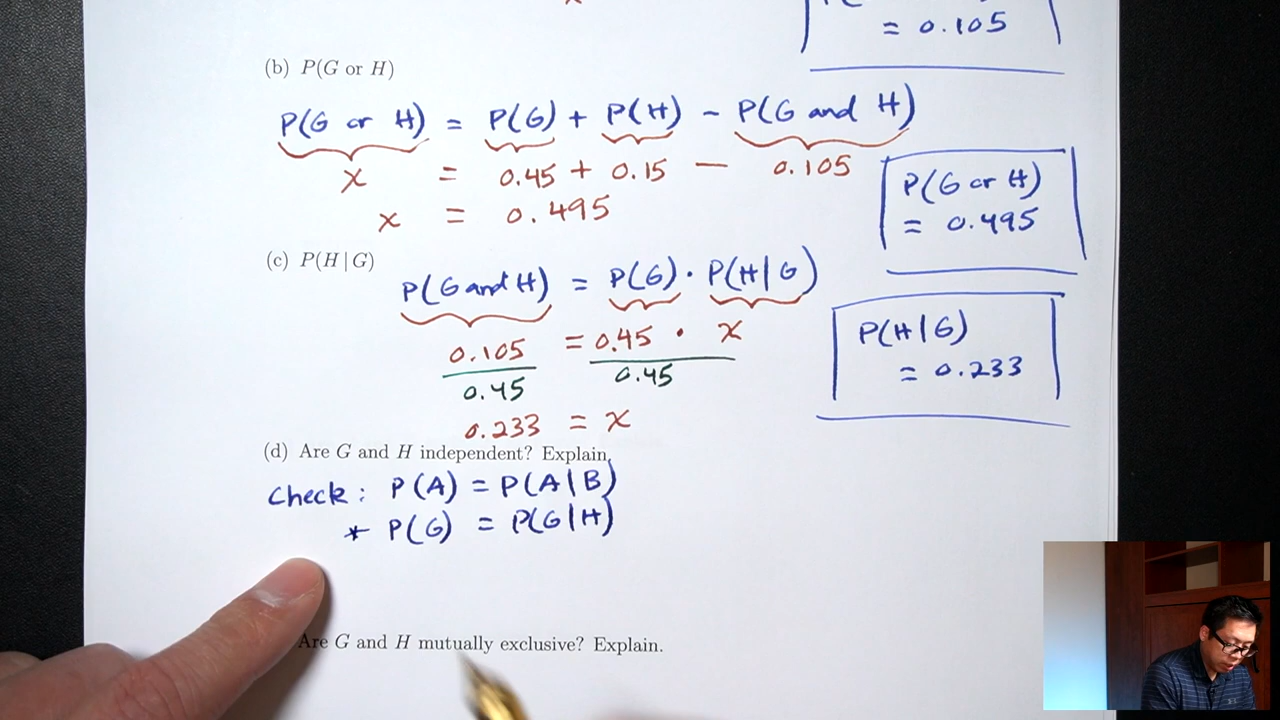 = 0.105
(b) P(G or H)
P(G or H) = P(G) + P(H) - P(G and H)
x = 0.45 + 0.15 - 0.105
x = 0.495
P(G or H)
= 0.495
(c) P(H | G)
P(G and H) = P(G) · P(H|G)
0.105 = 0.45 · x
0.45 0.45
0.233 = x
P(H|G)
= 0.233
(d) Are G and H independent? Explain.
Check: P(A) = P(A|B)
* P(G) = P(G|H)
Are G and H mutually exclusive? Explain.